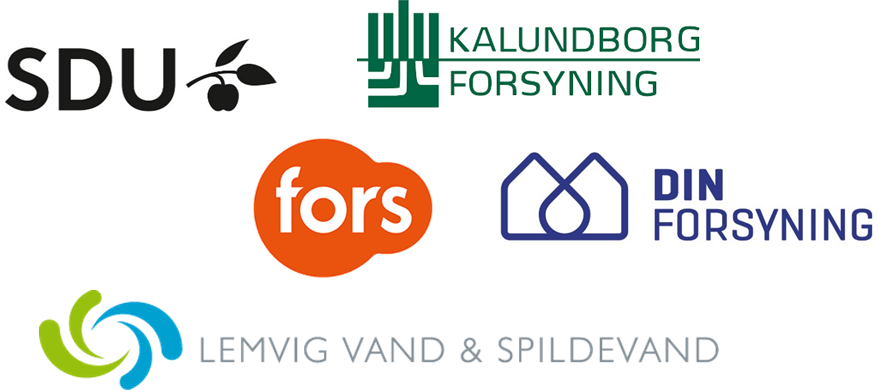 SDU
KALUNDBORG
FORSYNING
fors
DIN
FORSYNING
LEMVIG VAND & SPILDEVAND